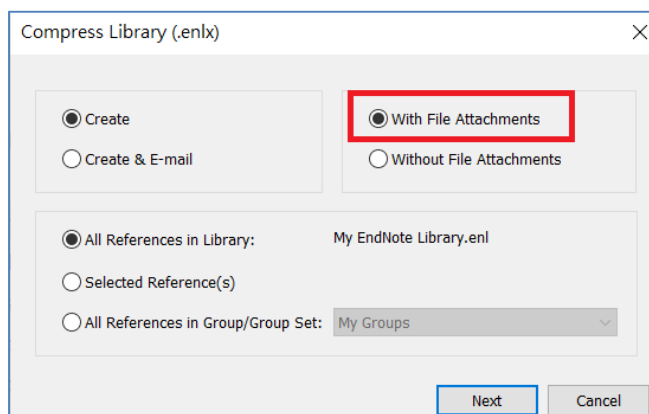 Compress Library (.enlx)
Create
With File Attachments
Create & E-mail
Without File Attachments
All References in Library: My EndNote Library.enl
Selected Reference(s)
All References in Group/Group Set: My Groups
Next Cancel